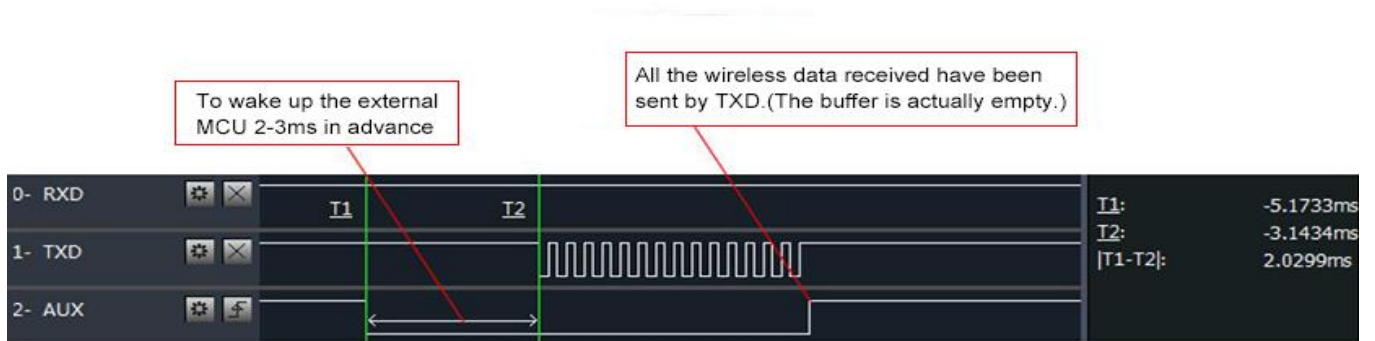 To wake up the external
MCU 2-3ms in advance
All the wireless data received have been
sent by TXD.(The buffer is actually empty.)
0- RXD
T1
T2
1- TXD
2- AUX
T1: -5.1733ms
T2: -3.1434ms
|T1-T2|: 2.0299ms